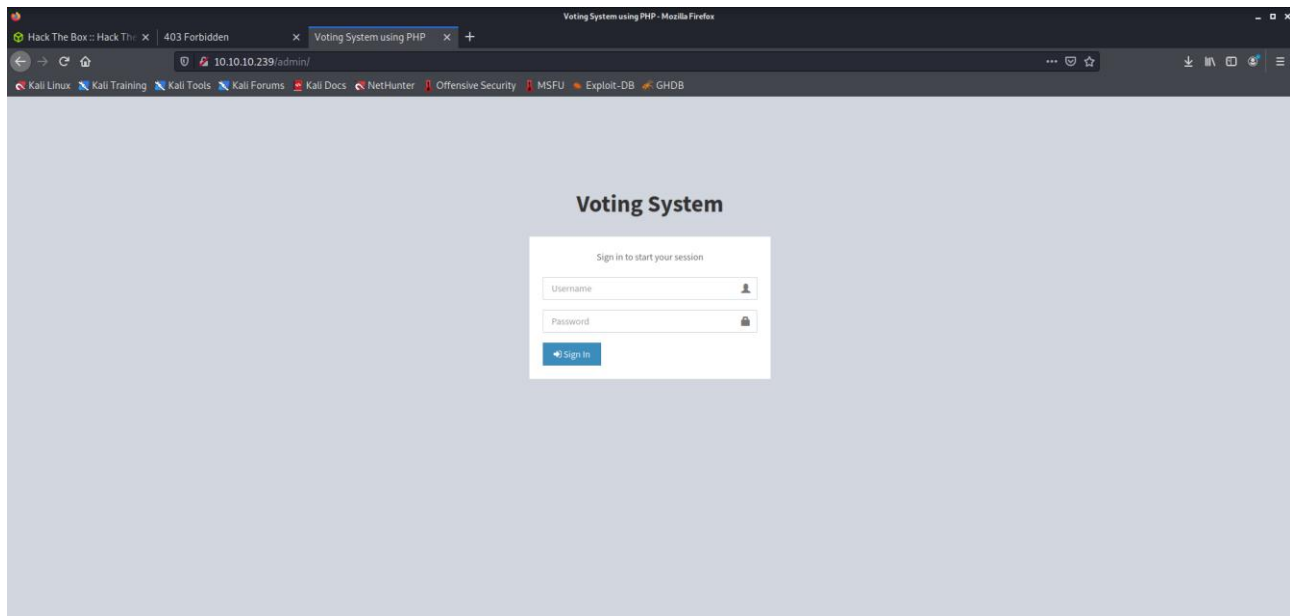 Voting System using PHP - Mozilla Firefox
Hack The Box :: Hack The
403 Forbidden
Voting System using PHP
10.10.10.239/admin/
Kali Linux Kali Training Kali Tools Kali Forums Kali Docs NetHunter Offensive Security MSFU Exploit-DB GHDB
Voting System
Sign in to start your session
Username
Password
Sign In